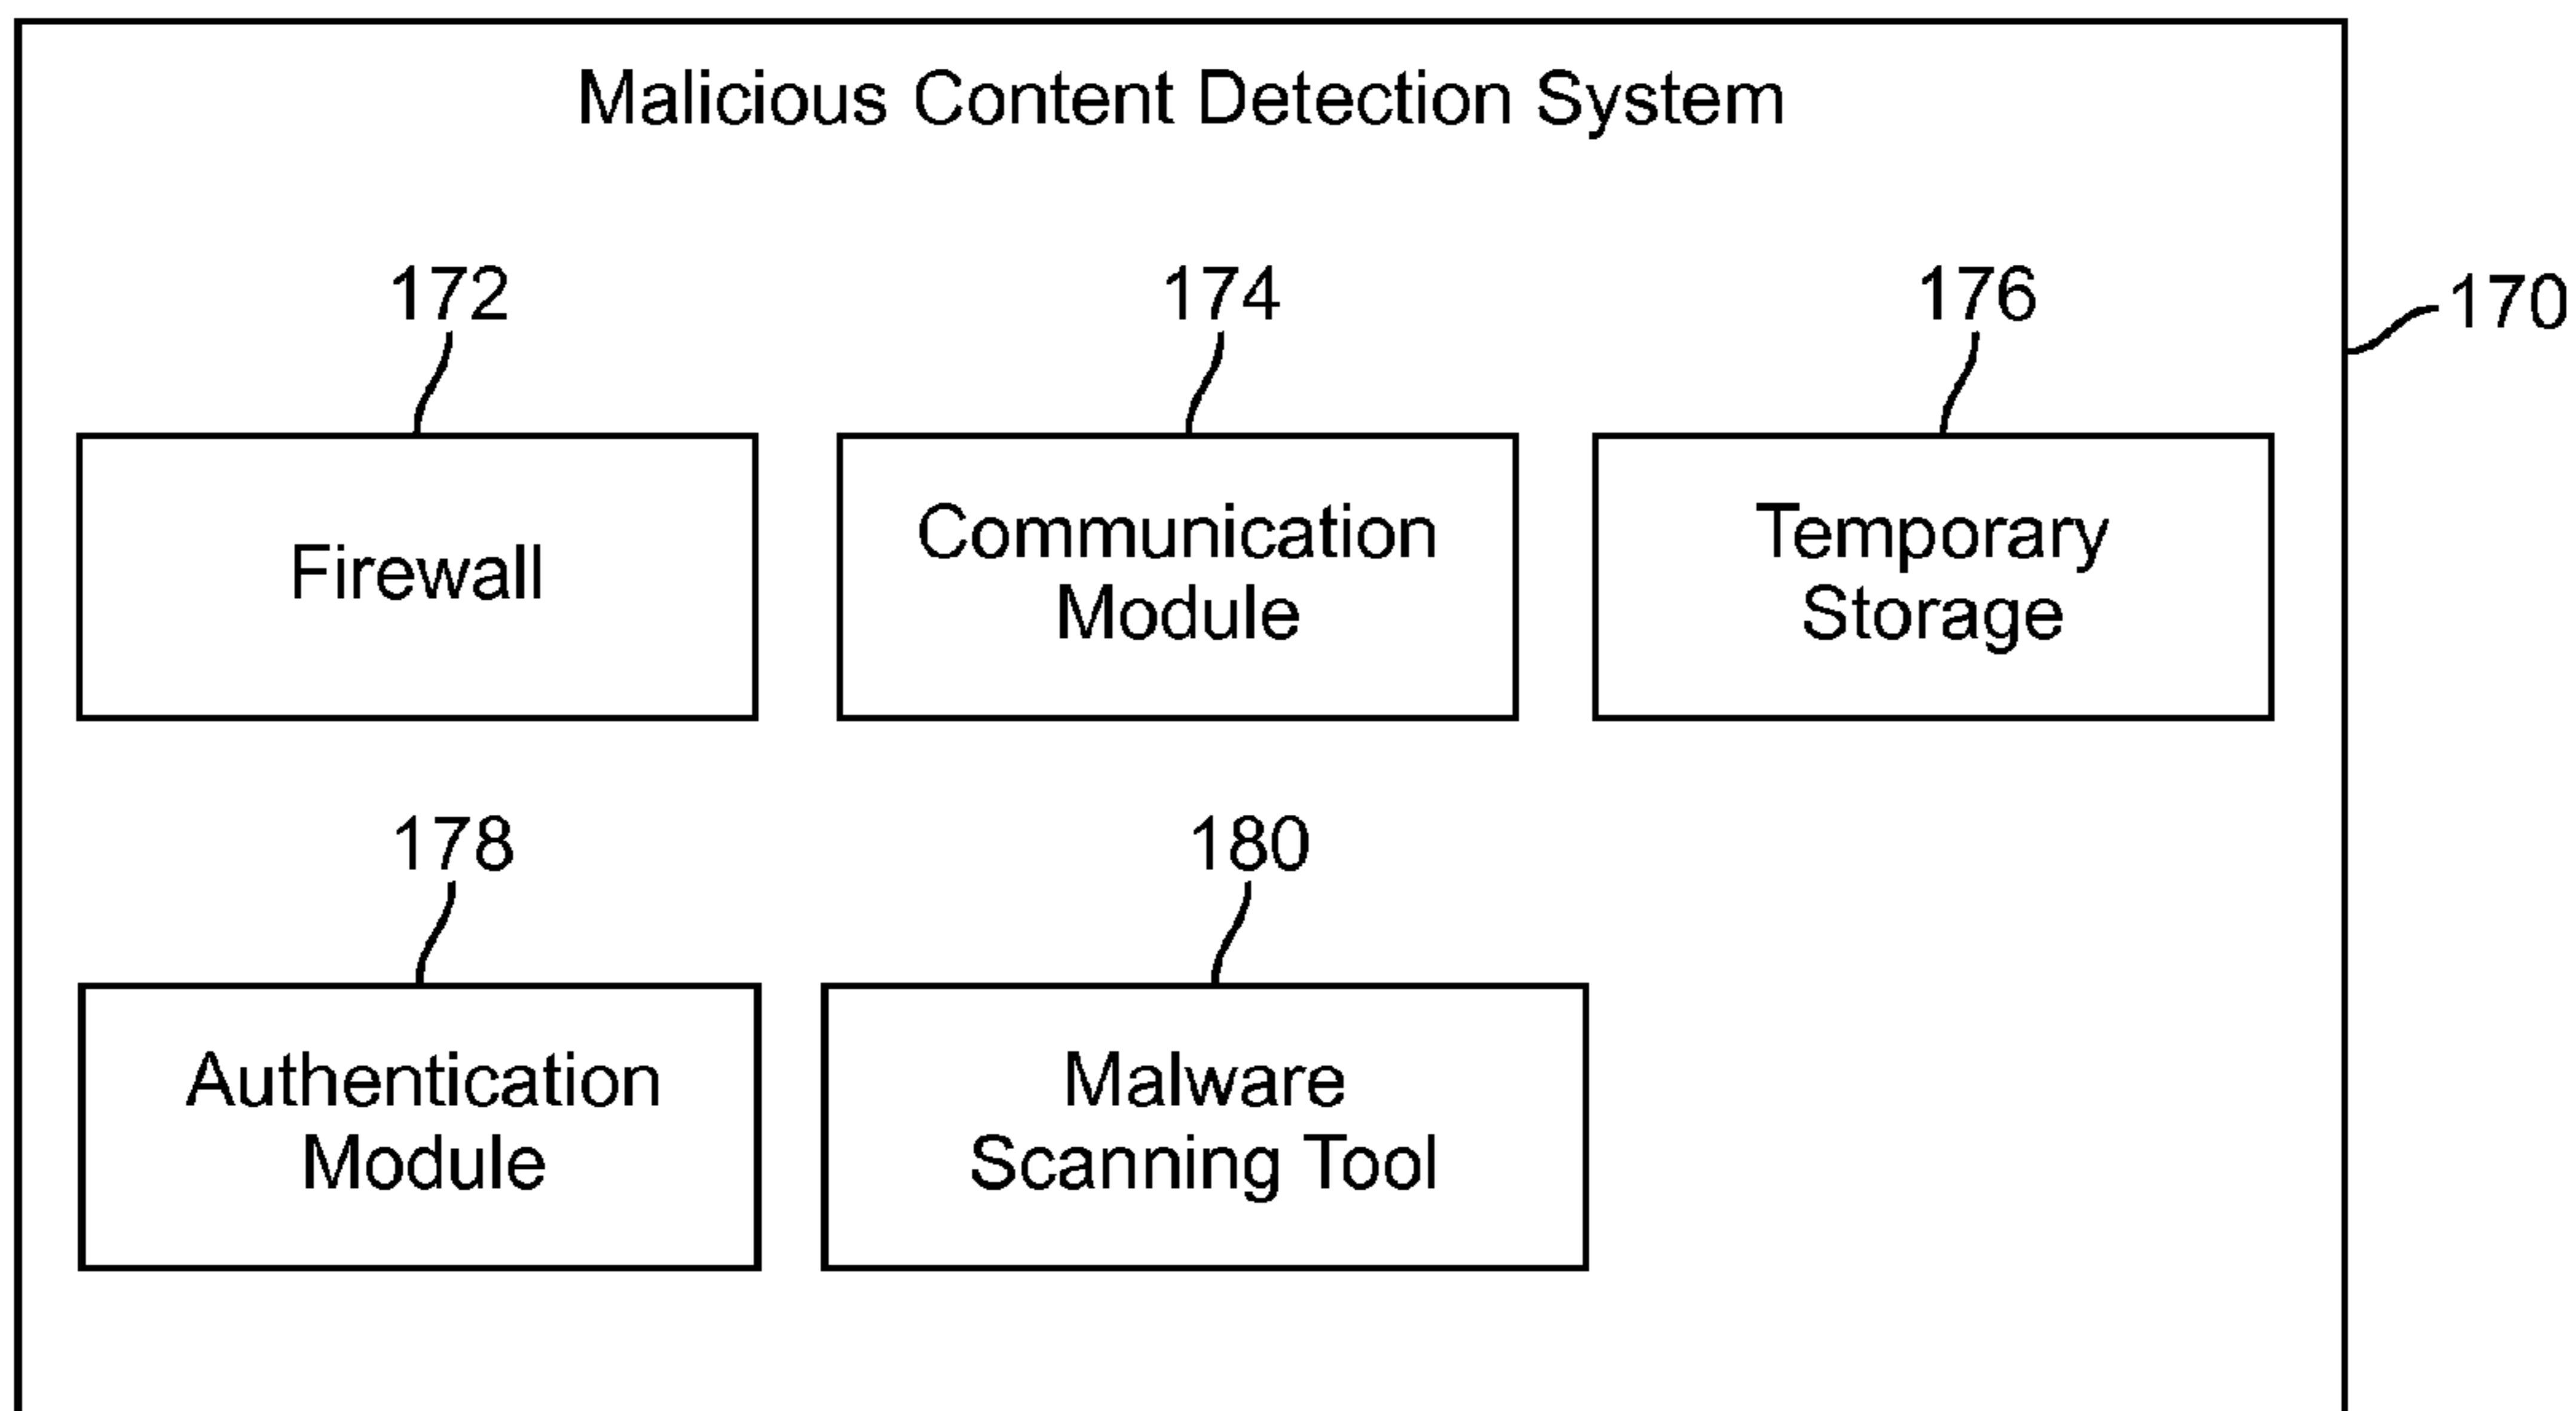 Malicious Content Detection System
172
174
176
170
Firewall
Communication
Module
Temporary
Storage
178
180
Authentication
Module
Malware
Scanning Tool